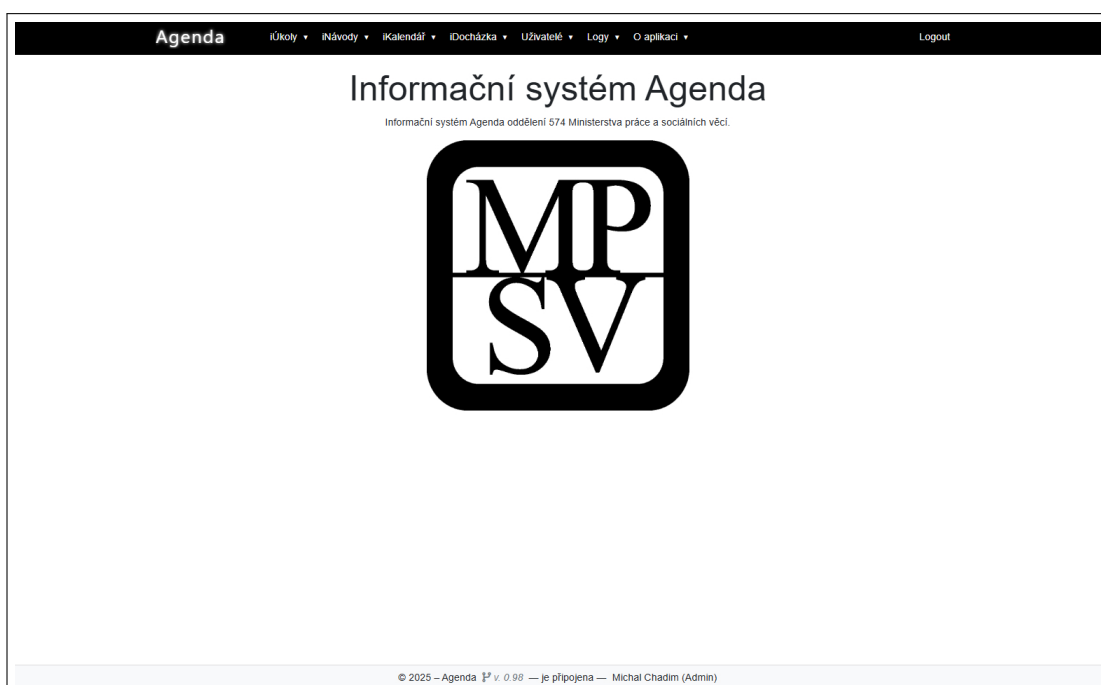 Agenda iÚkoly ▾ iNávody ▾ iKalendář ▾ iDocházka ▾ Uživatelé ▾ Logy ▾ O aplikaci ▾ Logout
Informační systém Agenda
Informační systém Agenda oddělení 574 Ministerstva práce a sociálních věcí.
MP
SV
© 2025 – Agenda v. 0.98 — je připojena — Michal Chadim (Admin)